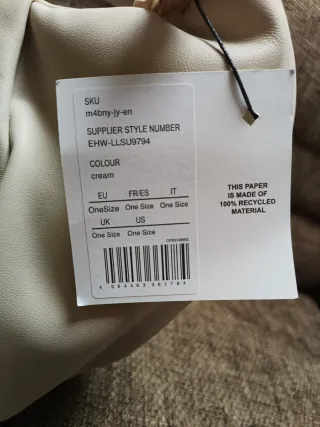 SKU
m4bny-jy-en
SUPPLIER STYLE NUMBER
EHW-LLSU9794
COLOUR
cream
EU FR/ES IT
OneSize One Size One Size
UK US
One Size One Size
THIS PAPER
IS MADE OF
100% RECYCLED
MATERIAL